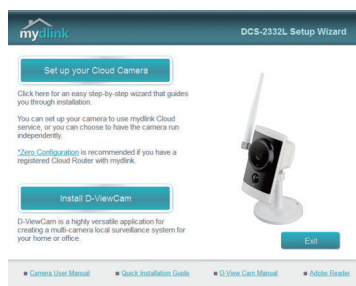 mydlink
DCS-2332L Setup Wizard
Set up your Cloud Camera
Click here for an easy step-by-step wizard that guides
you through installation.
You can set up your camera to use mydlink Cloud
service, or you can choose to have the camera run
independently.
*Zero Configuration is recommended if you have a
registered Cloud Router with mydlink.
Install D-ViewCam
D-ViewCam is a highly versatile application for
creating a multi-camera local surveillance system for
your home or office.
Exit
Camera User Manual
Quick Installation Guide
D-View Cam Manual
Adobe Reader